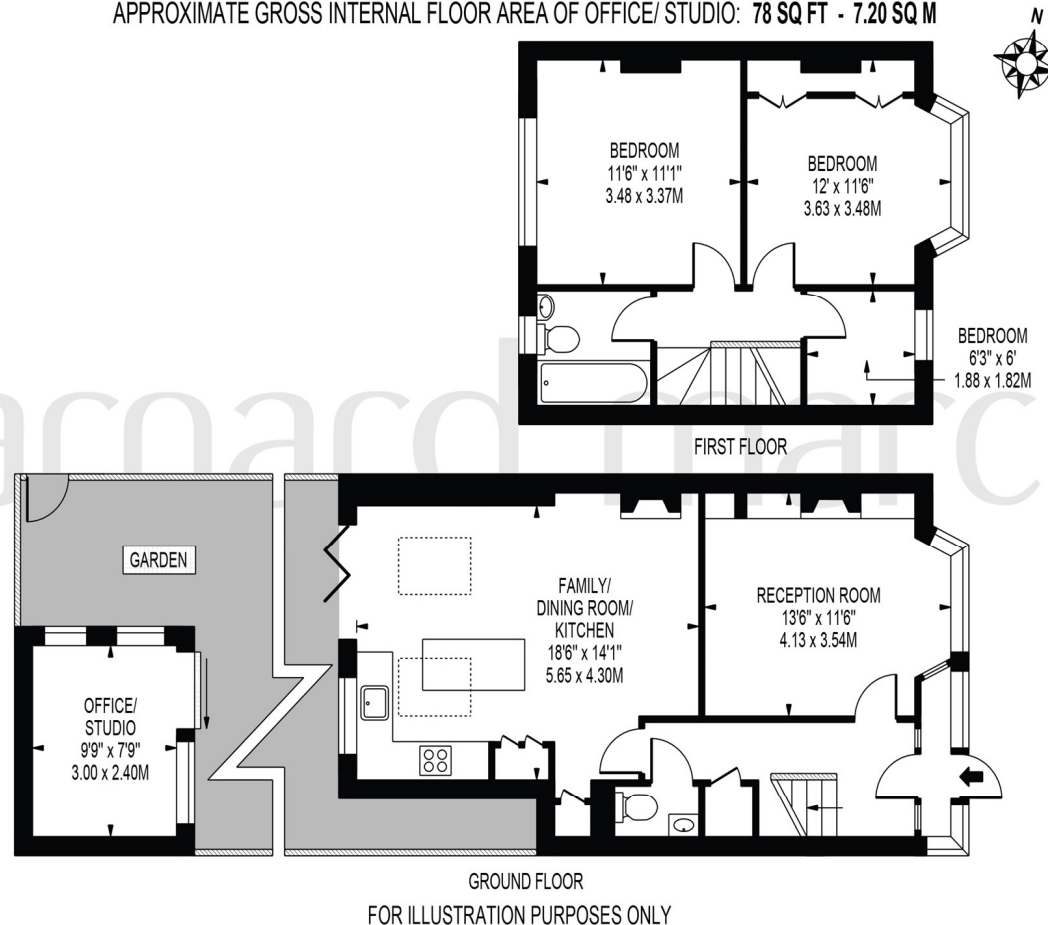 APPROXIMATE GROSS INTERNAL FLOOR AREA OF OFFICE/ STUDIO: 78 SQ FT - 7.20 SQ M
N
BEDROOM
11'6" x 11'1"
3.48 x 3.37M
BEDROOM
12' x 11'6"
3.63 x 3.48M
BEDROOM
6'3" x 6'
1.88 x 1.82M
FIRST FLOOR
GARDEN
OFFICE/
STUDIO
9'9" x 7'9"
3.00 x 2.40M
FAMILY/
DINING ROOM/
KITCHEN
18'6" x 14'1"
5.65 x 4.30M
RECEPTION ROOM
13'6" x 11'6"
4.13 x 3.54M
GROUND FLOOR
FOR ILLUSTRATION PURPOSES ONLY